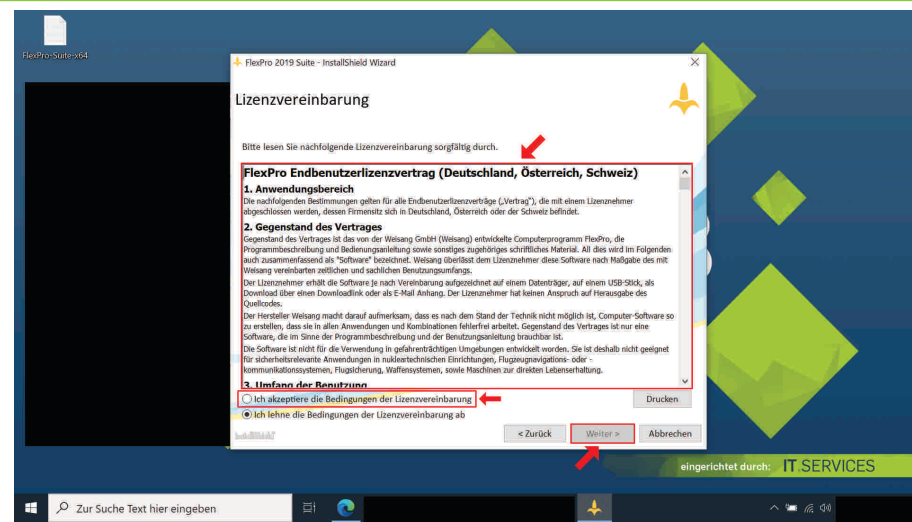 FlexPro-Suite-x64
FlexPro 2019 Suite - InstallShield Wizard
Lizenzvereinbarung
Bitte lesen Sie nachfolgende Lizenzvereinbarung sorgfältig durch.
FlexPro Endbenutzerlizenzvertrag (Deutschland, Österreich, Schweiz)
1. Anwendungsbereich
Die nachfolgenden Bestimmungen gelten für alle Endbenutzerlizenzverträge („Vertrag"), die mit einem Lizenznehmer
abgeschlossen werden, dessen Firmensitz sich in Deutschland, Österreich oder der Schweiz befindet.
2. Gegenstand des Vertrages
Gegenstand des Vertrages ist das von der Weisang GmbH (Weisang) entwickelte Computerprogramm FlexPro, die
Programmbeschreibung und Bedienungsanleitung sowie sonstiges zugehöriges schriftliches Material. All dies wird im Folgenden
auch zusammenfassend als "Software" bezeichnet. Weisang überlässt dem Lizenznehmer diese Software nach Maßgabe des mit
Weisang vereinbarten zeitlichen und sachlichen Benutzungsumfangs.
Der Lizenznehmer erhält die Software je nach Vereinbarung aufgezeichnet auf einem Datenträger, auf einem USB-Stick, als
Download über einen Downloadlink oder als E-Mail Anhang. Der Lizenznehmer hat keinen Anspruch auf Herausgabe des
Quellcodes.
Der Hersteller Weisang macht darauf aufmerksam, dass es nach dem Stand der Technik nicht möglich ist, Computer-Software so
zu erstellen, dass sie in allen Anwendungen und Kombinationen fehlerfrei arbeitet. Gegenstand des Vertrages ist nur eine
Software, die im Sinne der Programmbeschreibung und der Benutzungsanleitung brauchbar ist.
Die Software ist nicht für die Verwendung in gefahrenträchtigen Umgebungen entwickelt worden. Sie ist deshalb nicht geeignet
für sicherheitsrelevante Anwendungen in nukleartechnischen Einrichtungen, Flugzeugnavigations- oder -
kommunikationssystemen, Flugsicherung, Waffensystemen, sowie Maschinen zur direkten Lebenserhaltung.
3. Umfang der Benutzung
Ich akzeptiere die Bedingungen der Lizenzvereinbarung
Drucken
Ich lehne die Bedingungen der Lizenzvereinbarung ab
InstallShield
< Zurück
Weiter >
Abbrechen
eingerichtet durch: IT.SERVICES
Zur Suche Text hier eingeben